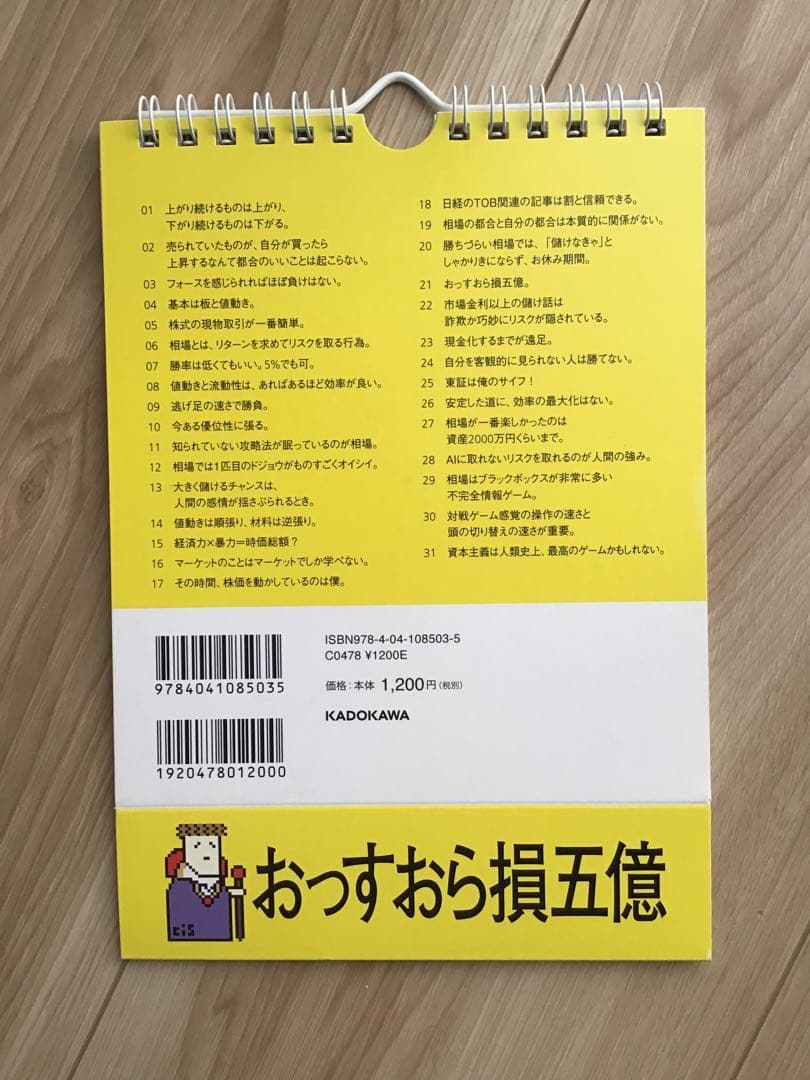 01 上がり続けるものは上がり、
下がり続けるものは下がる。
02 売られていたものが、自分が買ったら
上昇するなんて都合のいいことは起こらない。
03 フォースを感じられればほぼ負けはない。
04 基本は板と値動き。
05 株式の現物取引が一番簡単。
06 相場とは、リターンを求めてリスクを取る行為。
07 勝率は低くてもいい。5%でも可。
08 値動きと流動性は、あればあるほど効率が良い。
09 逃げ足の速さで勝負。
10 今ある優位性に張る。
11 知られていない攻略法が眠っているのが相場。
12 相場では1匹目のドジョウがものすごくオイシイ。
13 大きく儲けるチャンスは、
人間の感情が揺さぶられるとき。
14 値動きは順張り、材料は逆張り。
15 経済力×暴力＝時価総額？
16 マーケットのことはマーケットでしか学べない。
17 その時間、株価を動かしているのは僕。
18 日経のTOB関連の記事は割と信頼できる。
19 相場の都合と自分の都合は本質的に関係がない。
20 勝ちづらい相場では、「儲けなきゃ」と
しゃかりきにならず、お休み期間。
21 おっすおら損五億。
22 市場金利以上の儲け話は
詐欺か巧妙にリスクが隠されている。
23 現金化するまでが遠足。
24 自分を客観的に見られない人は勝てない。
25 東証は俺のサイフ！
26 安定した道に、効率の最大化はない。
27 相場が一番楽しかったのは
資産2000万円くらいまで。
28 AIに取れないリスクを取れるのが人間の強み。
29 相場はブラックボックスが非常に多い
不完全情報ゲーム。
30 対戦ゲーム感覚の操作の速さと
頭の切り替えの速さが重要。
31 資本主義は人類史上、最高のゲームかもしれない。
9784041085035
1920478012000
ISBN978-4-04-108503-5
C0478 ¥1200E
価格：本体 1,200円（税別）
KADOKAWA
cis
おっすおら損五億